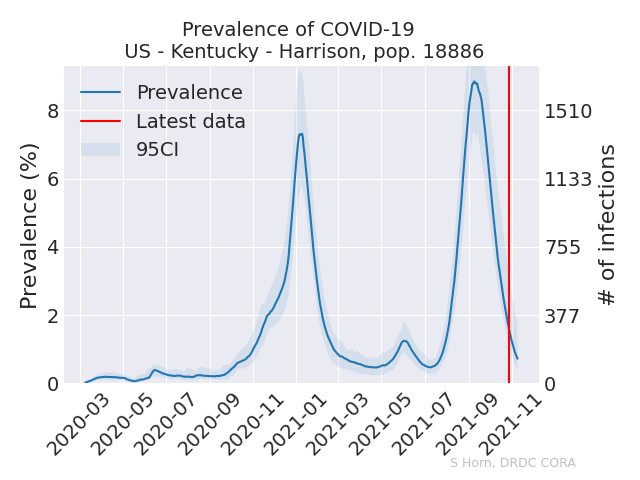 Prevalence of COVID-19
US - Kentucky - Harrison, pop. 18886
Prevalence
Latest data
95CI
Prevalence (%)
8
6
4
2
0
1510
1133
755
377
0
# of infections
2020-03
2020-05
2020-07
2020-09
2020-11
2021-01
2021-03
2021-05
2021-07
2021-09
2021-11
S Horn, DRDC CORA